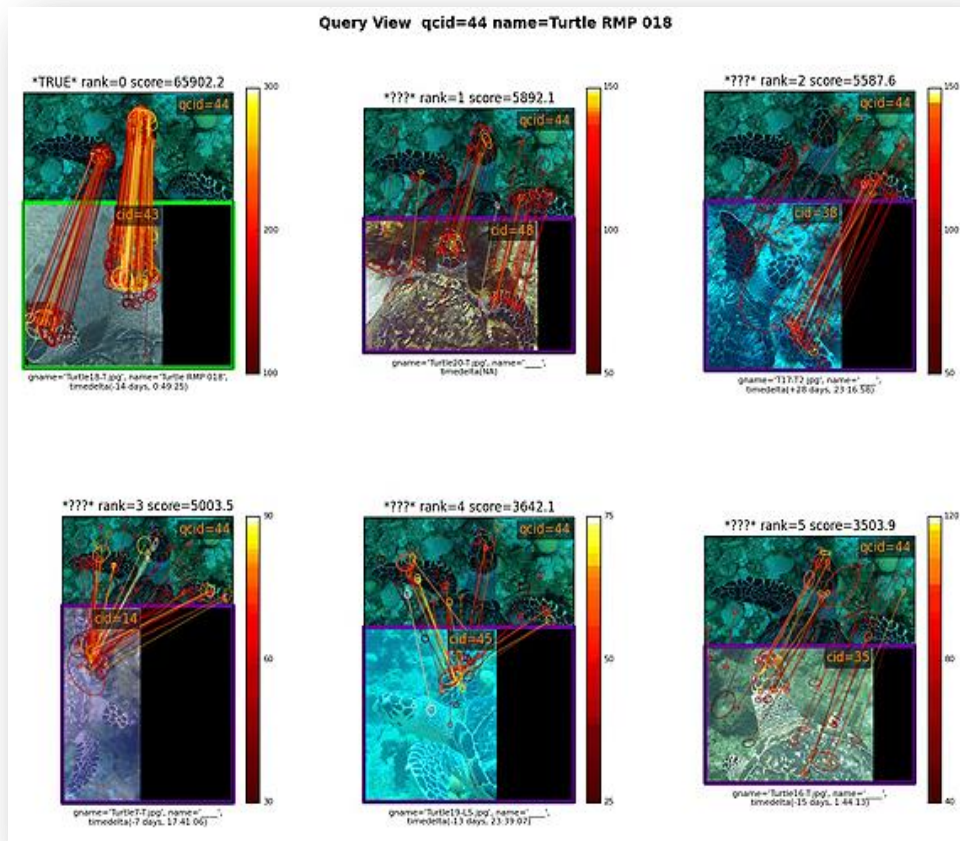 Query View qcid=44 name=Turtle RMP 018
*TRUE* rank=0 score=65902.2
300
qcid=44
cid=43
200
100
gname='Turtle18-T.jpg', name='Turtle RMP 018',
timedelta(-14 days, 0:49:25)
*???* rank=1 score=5892.1
150
qcid=44
cid=48
100
50
gname='Turtle20-T.jpg', name='____',
timedelta(NA)
*???* rank=2 score=5587.6
150
qcid=44
cid=38
100
50
gname='T17-T2.jpg', name='____',
timedelta(+28 days, 23:16:58)
*???* rank=3 score=5003.5
90
qcid=44
cid=14
60
30
gname='Turtle7-T.jpg', name='____',
timedelta(-7 days, 17:41:06)
*???* rank=4 score=3642.1
75
qcid=44
cid=45
50
25
gname='Turtle19-LS.jpg', name='____',
timedelta(-13 days, 23:39:07)
*???* rank=5 score=3503.9
120
qcid=44
cid=35
80
40
gname='Turtle16-T.jpg', name='____',
timedelta(-15 days, 1:44:13)